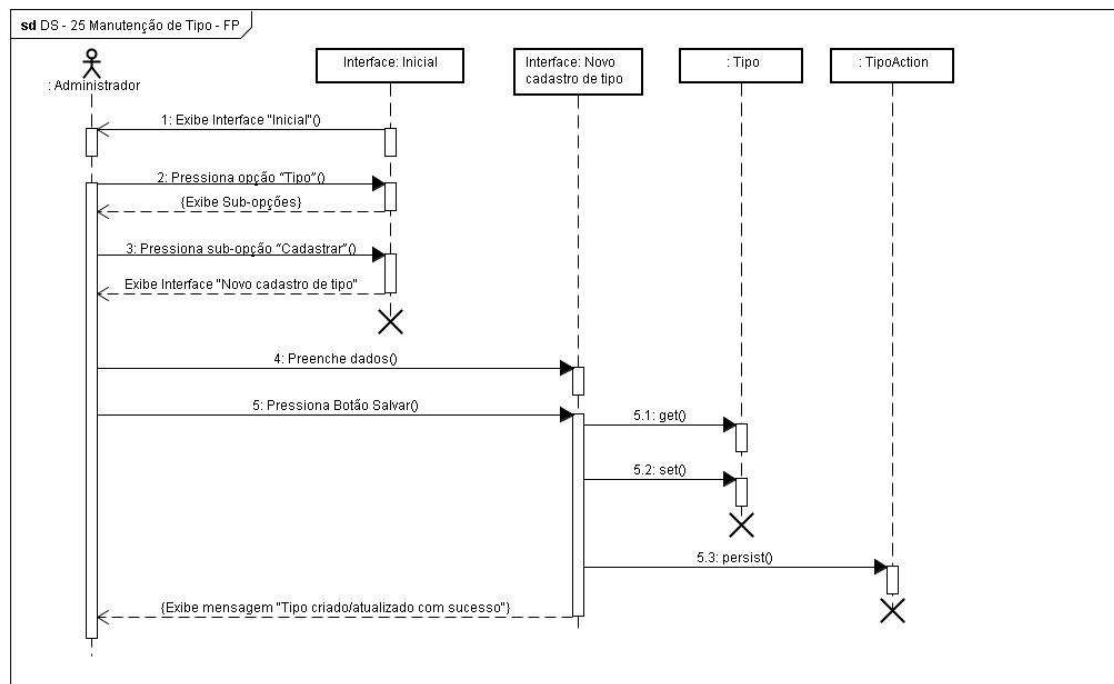 sd DS - 25 Manutenção de Tipo - FP
: Administrador
Interface: Inicial
Interface: Novo
cadastro de tipo
: Tipo
: TipoAction
1: Exibe Interface "Inicial"()
2: Pressiona opção “Tipo”()
{Exibe Sub-opções}
3: Pressiona sub-opção “Cadastrar”()
Exibe Interface "Novo cadastro de tipo"
4: Preenche dados()
5: Pressiona Botão Salvar()
5.1: get()
5.2: set()
5.3: persist()
{Exibe mensagem "Tipo criado/atualizado com sucesso"}